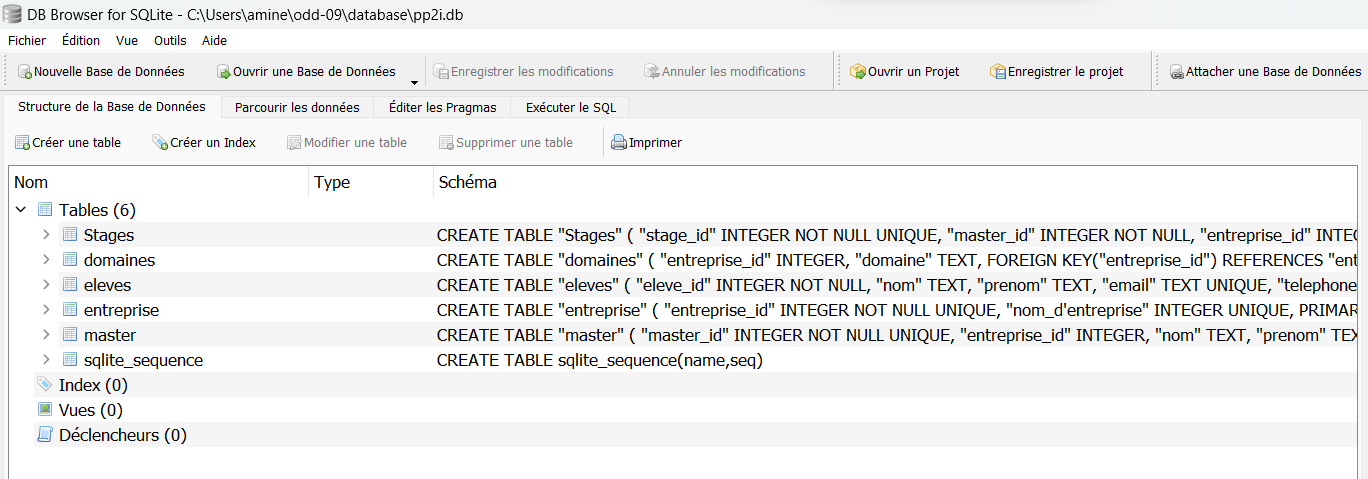 DB Browser for SQLite - C:\Users\amine\odd-09\database\pp2i.db
Fichier Édition Vue Outils Aide
Nouvelle Base de Données Ouvrir une Base de Données Enregistrer les modifications Annuler les modifications Ouvrir un Projet Enregistrer le projet Attacher une Base de Données
Structure de la Base de Données Parcourir les données Éditer les Pragmas Exécuter le SQL
Créer une table Créer un Index Modifier une table Supprimer une table Imprimer
Nom Type Schéma
Tables (6)
Stages CREATE TABLE "Stages" ( "stage_id" INTEGER NOT NULL UNIQUE, "master_id" INTEGER NOT NULL, "entreprise_id" INTEG
domaines CREATE TABLE "domaines" ( "entreprise_id" INTEGER, "domaine" TEXT, FOREIGN KEY("entreprise_id") REFERENCES "ent
eleves CREATE TABLE "eleves" ( "eleve_id" INTEGER NOT NULL, "nom" TEXT, "prenom" TEXT, "email" TEXT UNIQUE, "telephone
entreprise CREATE TABLE "entreprise" ( "entreprise_id" INTEGER NOT NULL UNIQUE, "nom_d'entreprise" INTEGER UNIQUE, PRIMAR
master CREATE TABLE "master" ( "master_id" INTEGER NOT NULL UNIQUE, "entreprise_id" INTEGER, "nom" TEXT, "prenom" TEX
sqlite_sequence CREATE TABLE sqlite_sequence(name,seq)
Index (0)
Vues (0)
Déclencheurs (0)